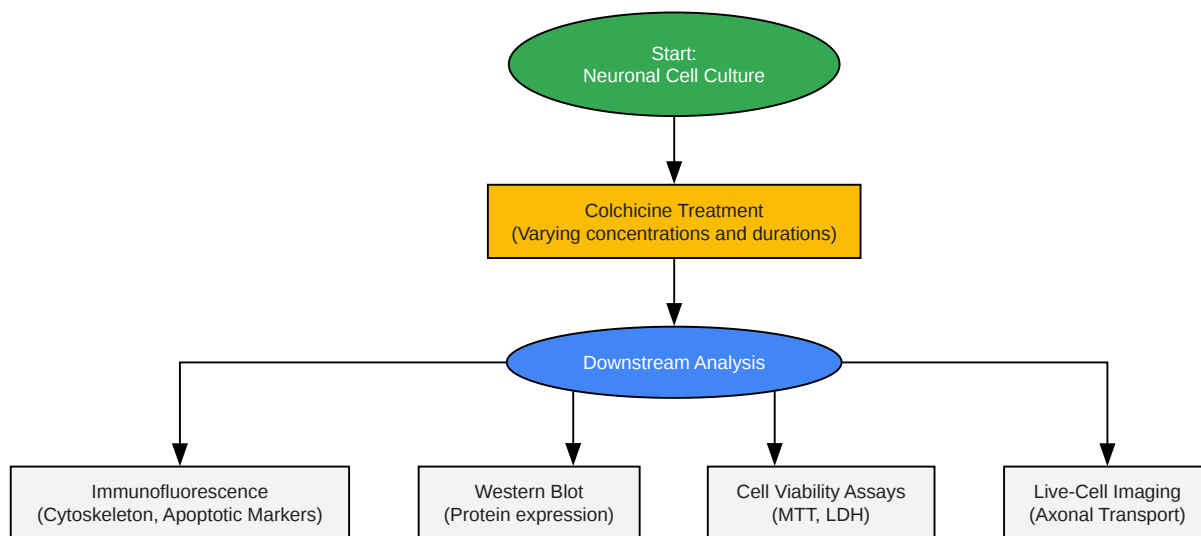 Start:
Neuronal Cell Culture
Colchicine Treatment
(Varying concentrations and durations)
Downstream Analysis
Immunofluorescence
(Cytoskeleton, Apoptotic Markers)
Western Blot
(Protein expression)
Cell Viability Assays
(MTT, LDH)
Live-Cell Imaging
(Axonal Transport)